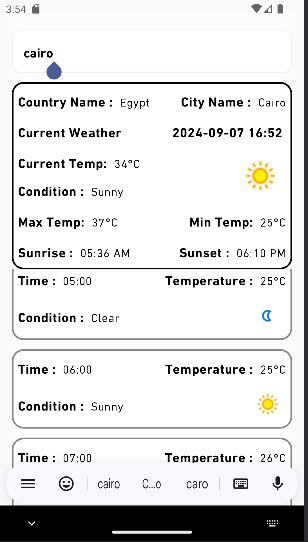 3:54
cairo
Country Name : Egypt City Name : Cairo
Current Weather 2024-09-07 16:52
Current Temp: 34°C
Condition : Sunny
Max Temp: 37°C Min Temp: 25°C
Sunrise : 05:36 AM Sunset : 06:10 PM
Time : 05:00 Temperature : 25°C
Condition : Clear
Time : 06:00 Temperature : 25°C
Condition : Sunny
Time : 07:00 Temperature : 26°C
cairo C...o caro